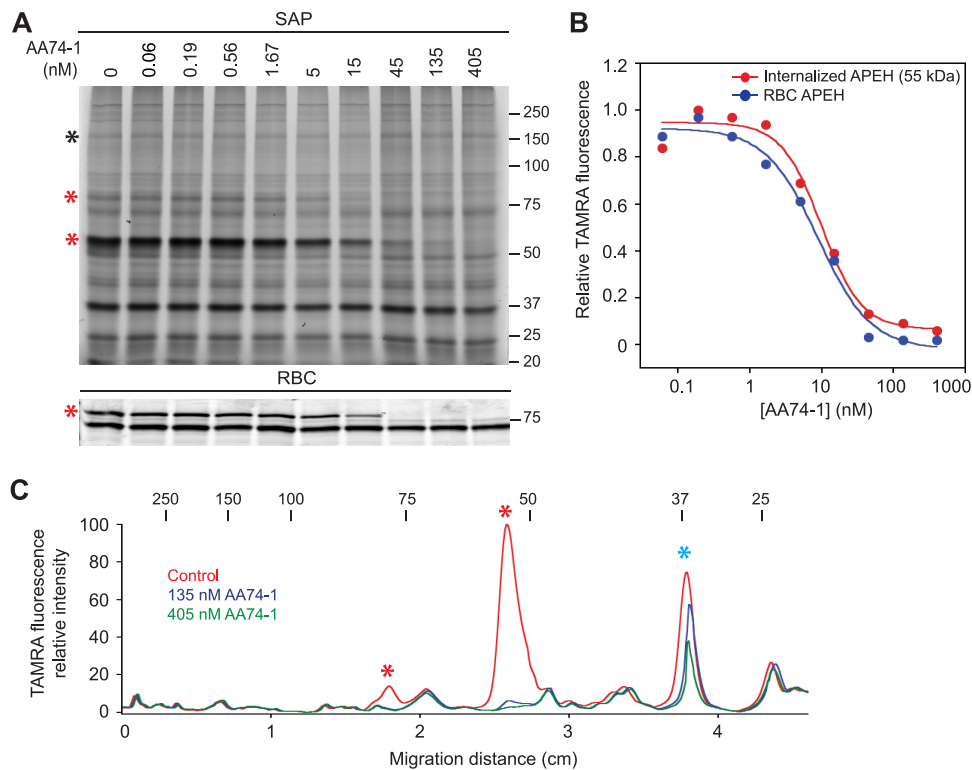 A
SAP
AA74-1 (nM)
0 0.06 0.19 0.56 1.67 5 15 45 135 405
*
*
*
250
150
100
75
50
37
25
20
RBC
*
75
B
1.2
1.0
0.8
0.6
0.4
0.2
0
Relative TAMRA fluorescence
Internalized APEH (55 kDa)
RBC APEH
0.1 1 10 100 1000
[AA74-1] (nM)
C
250 150 100 75 50 37 25
100
80
60
40
20
0
TAMRA fluorescence
relative intensity
Control
135 nM AA74-1
405 nM AA74-1
*
*
*
0 1 2 3 4
Migration distance (cm)